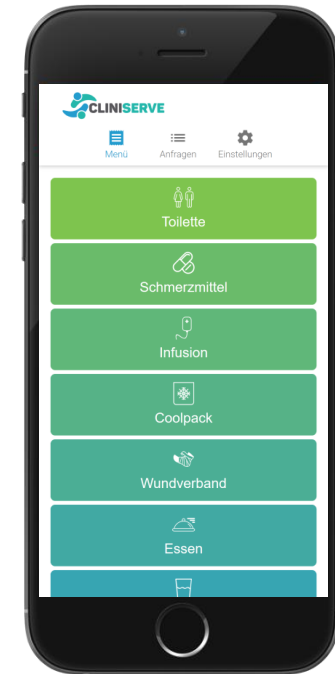 CLINISERVE
Menü Anfragen Einstellungen
Toilette
Schmerzmittel
Infusion
Coolpack
Wundverband
Essen